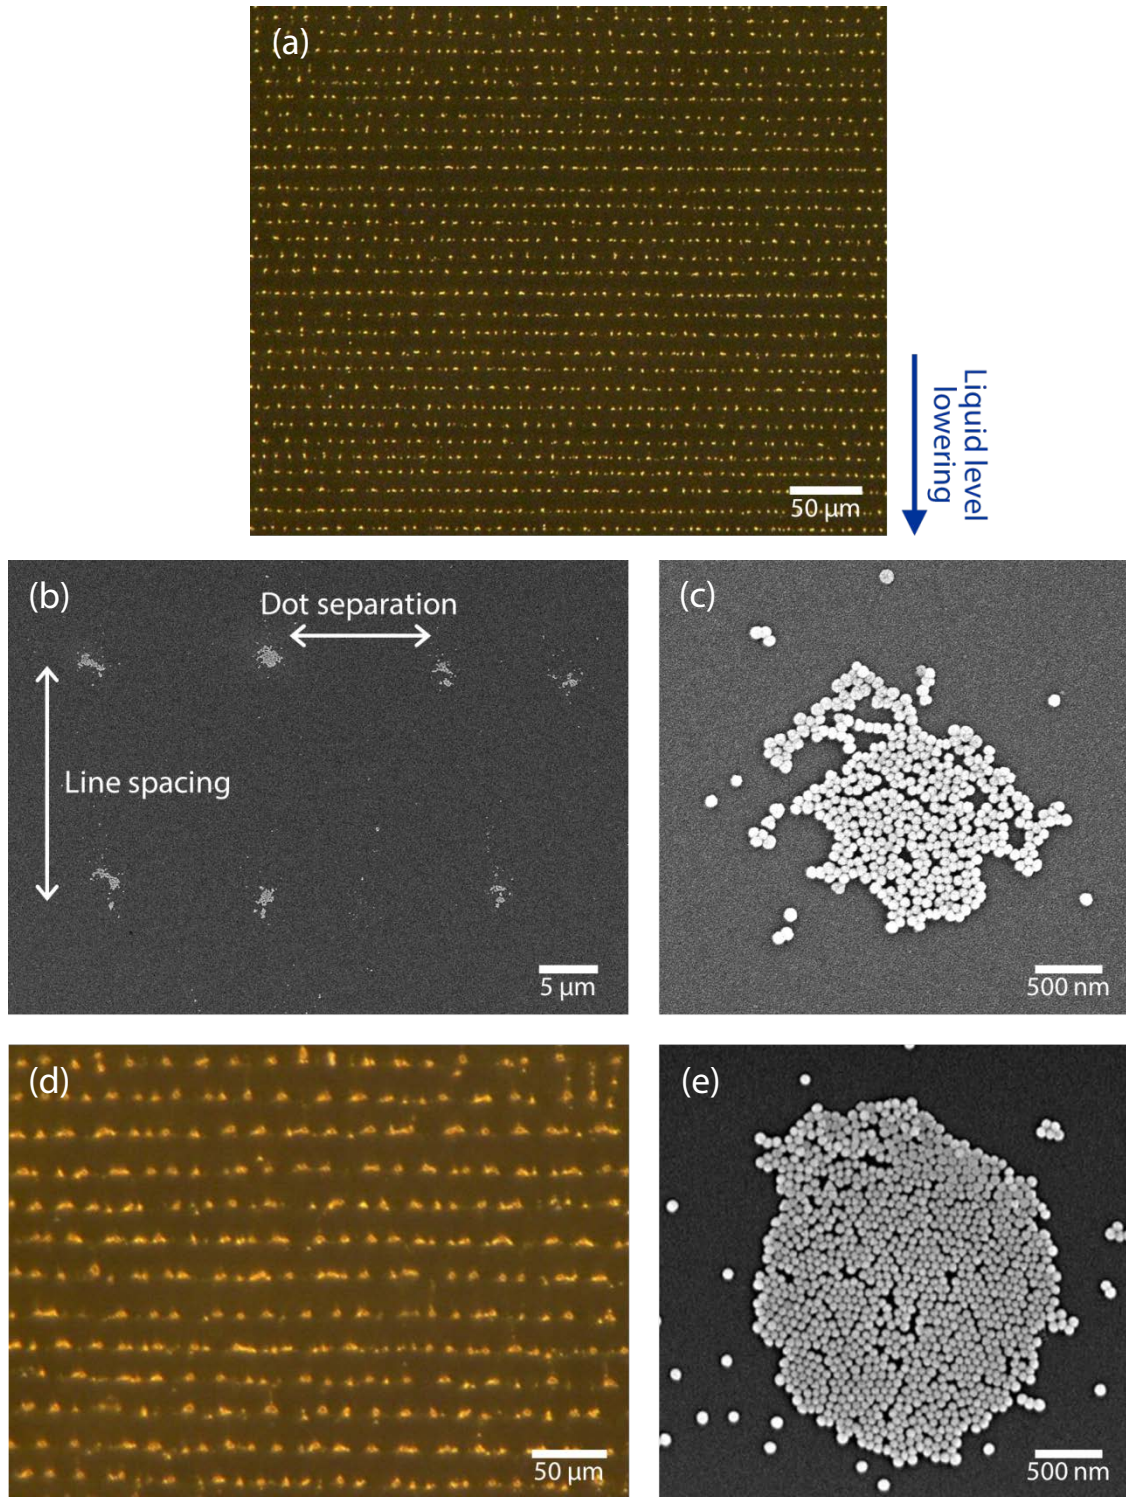 (a)
50 µm
Liquid level
lowering
(b)
Dot separation
Line spacing
5 µm
(c)
500 nm
(d)
50 µm
(e)
500 nm